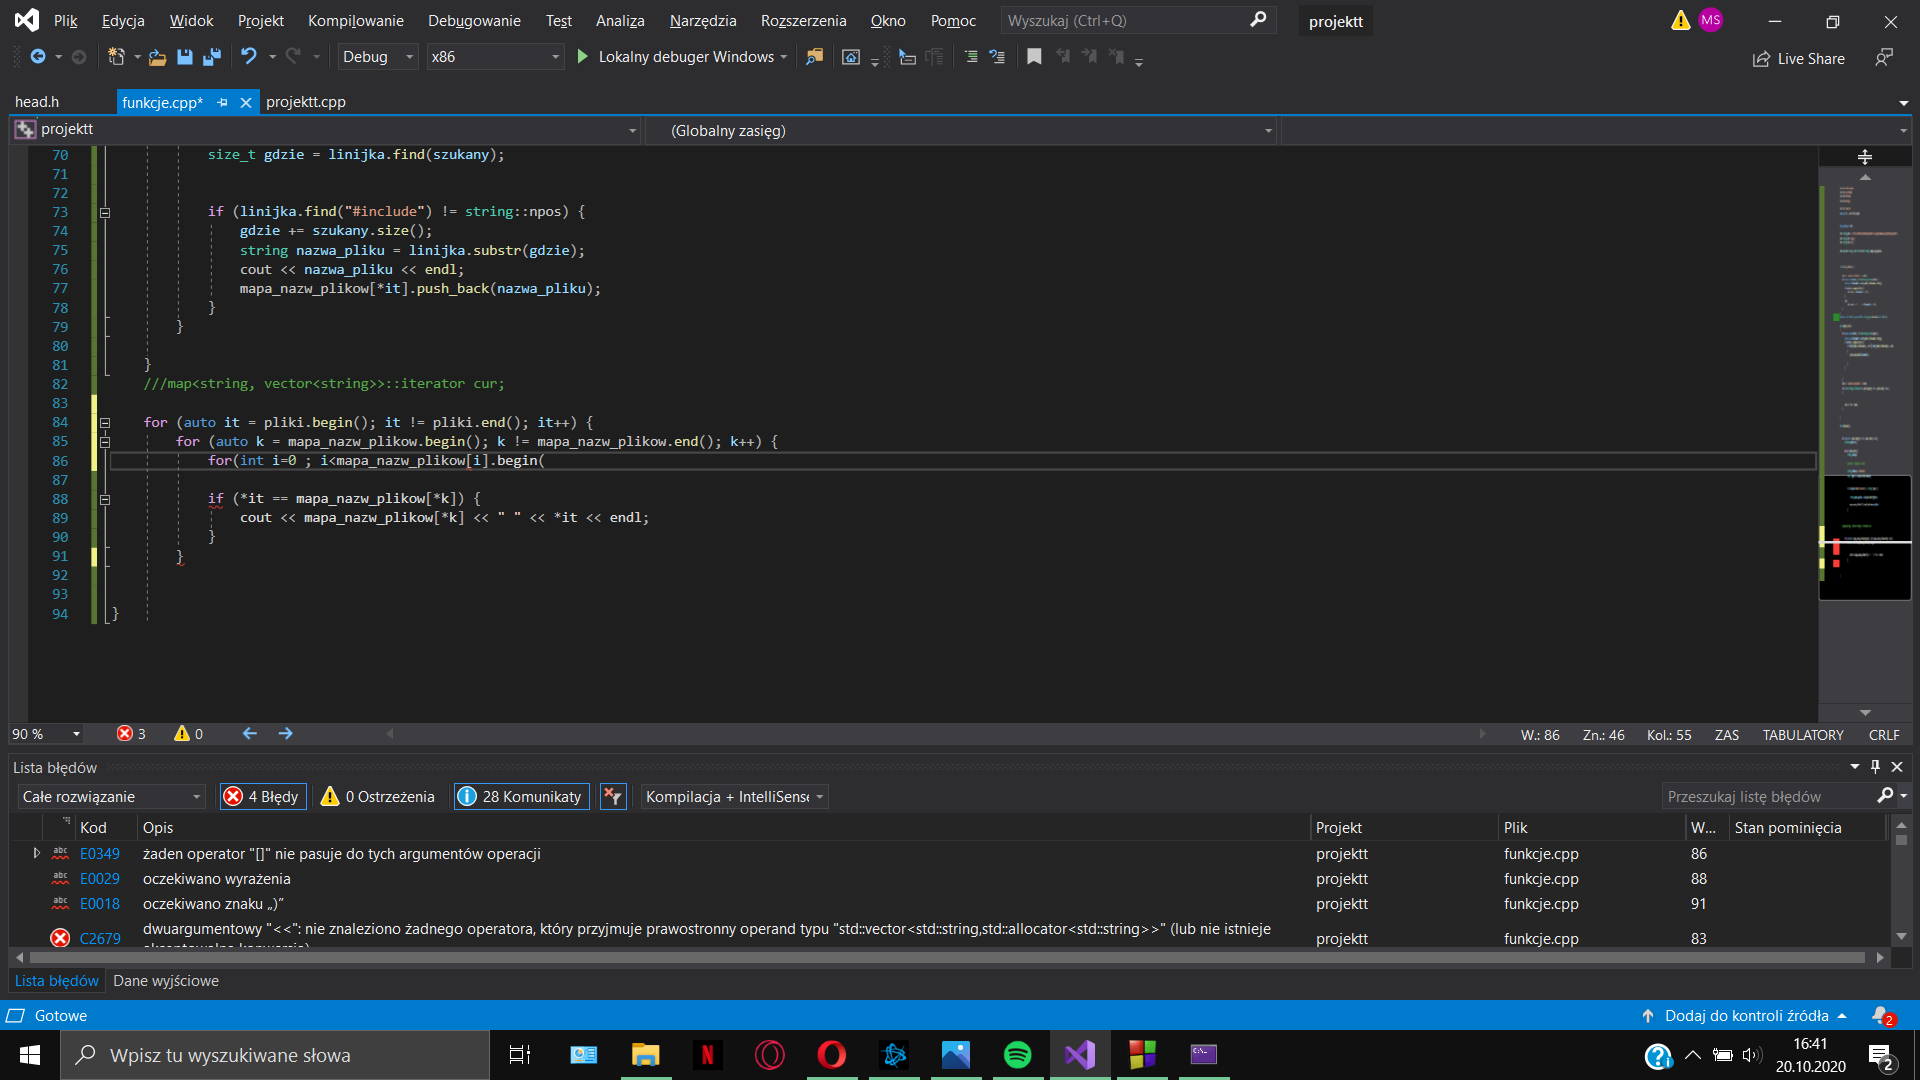 Plik Edycja Widok Projekt Kompilowanie Debugowanie Test Analiza Narzędzia Rozszerzenia Okno Pomoc Wyszukaj (Ctrl+Q) projektt MS
Debug x86 Lokalny debuger Windows Live Share
head.h funkcje.cpp* projektt.cpp
projektt (Globalny zasięg)
70 size_t gdzie = linijka.find(szukany);
71
72
73 if (linijka.find("#include") != string::npos) {
74 gdzie += szukany.size();
75 string nazwa_pliku = linijka.substr(gdzie);
76 cout << nazwa_pliku << endl;
77 mapa_nazw_plikow[*it].push_back(nazwa_pliku);
78 }
79 }
80
81 }
82 ///map<string, vector<string>>::iterator cur;
83
84 for (auto it = pliki.begin(); it != pliki.end(); it++) {
85 for (auto k = mapa_nazw_plikow.begin(); k != mapa_nazw_plikow.end(); k++) {
86 for(int i=0 ; i<mapa_nazw_plikow[i].begin(
87
88 if (*it == mapa_nazw_plikow[*k]) {
89 cout << mapa_nazw_plikow[*k] << " " << *it << endl;
90 }
91 }
92
93
94 }
90 % 3 0 W.: 86 Zn.: 46 Kol.: 55 ZAS TABULATORY CRLF
Lista błędów
Całe rozwiązanie 4 Błędy 0 Ostrzeżenia 28 Komunikaty Kompilacja + IntelliSense Przeszukaj listę błędów
Kod Opis Projekt Plik W... Stan pominięcia
abc E0349 żaden operator "[]" nie pasuje do tych argumentów operacji projektt funkcje.cpp 86
abc E0029 oczekiwano wyrażenia projektt funkcje.cpp 88
abc E0018 oczekiwano znaku „)” projektt funkcje.cpp 91
C2679 dwuargumentowy "<<": nie znaleziono żadnego operatora, który przyjmuje prawostronny operand typu "std::vector<std::string,std::allocator<std::string>>" (lub nie istnieje projektt funkcje.cpp 83
Lista błędów Dane wyjściowe
Gotowe Dodaj do kontroli źródła 2
Wpisz tu wyszukiwane słowa N 16:41
20.10.2020 2